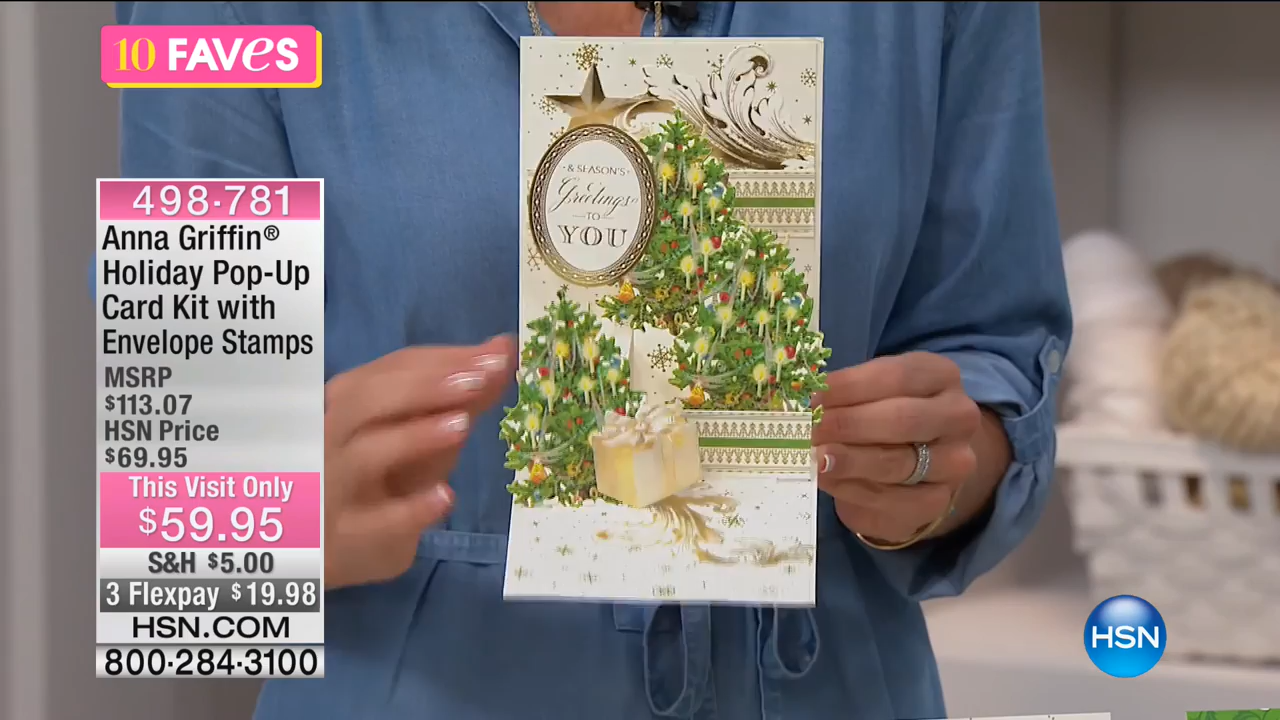 10 FAVeS
498-781
Anna Griffin®
Holiday Pop-Up
Card Kit with
Envelope Stamps
MSRP
$113.07
HSN Price
$69.95
This Visit Only
$59.95
S&H $5.00
3 Flexpay $19.98
HSN.COM
800-284-3100
& SEASON'S
Greetings
TO
YOU
HSN